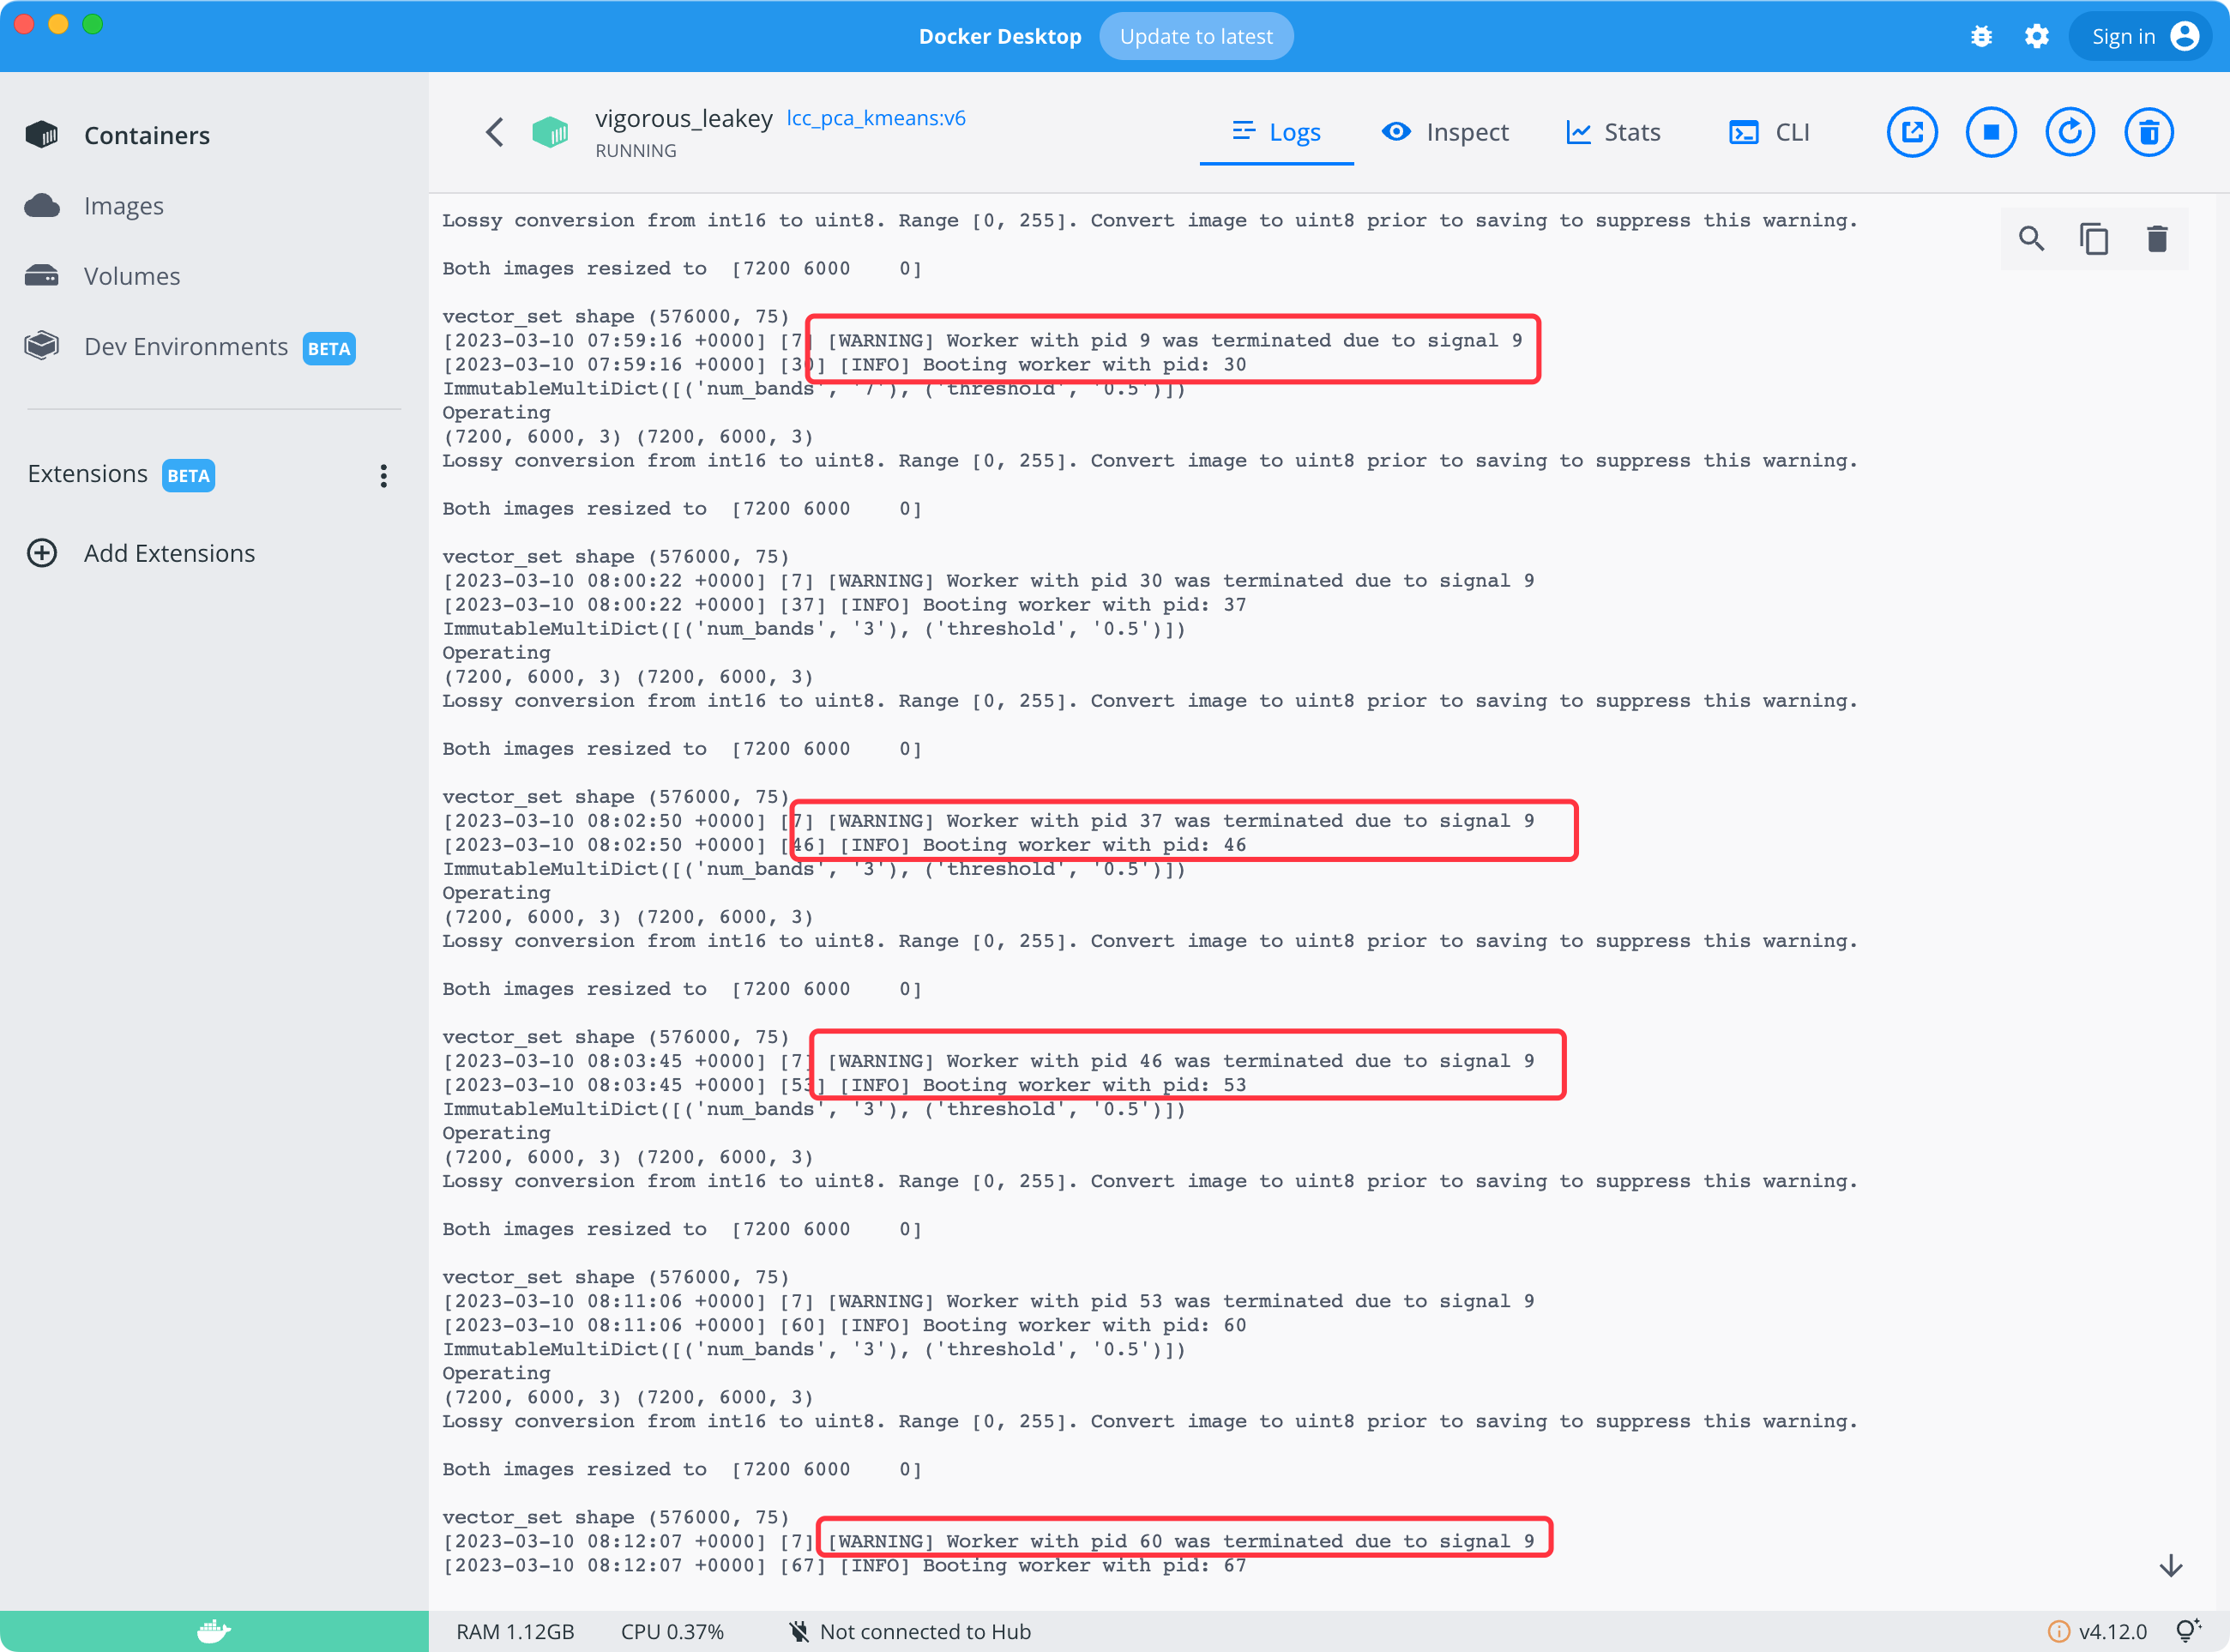 Docker Desktop
Update to latest
Sign in
Containers
Images
Volumes
Dev Environments BETA
Extensions BETA
Add Extensions
vigorous_leakey lcc_pca_kmeans:v6
RUNNING
Logs
Inspect
Stats
CLI
Lossy conversion from int16 to uint8. Range [0, 255]. Convert image to uint8 prior to saving to suppress this warning.
Both images resized to  [7200 6000    0]
vector_set shape (576000, 75)
[2023-03-10 07:59:16 +0000] [7] [WARNING] Worker with pid 9 was terminated due to signal 9
[2023-03-10 07:59:16 +0000] [30] [INFO] Booting worker with pid: 30
ImmutableMultiDict([('num_bands', '7'), ('threshold', '0.5')])
Operating
(7200, 6000, 3) (7200, 6000, 3)
Lossy conversion from int16 to uint8. Range [0, 255]. Convert image to uint8 prior to saving to suppress this warning.
Both images resized to  [7200 6000    0]
vector_set shape (576000, 75)
[2023-03-10 08:00:22 +0000] [7] [WARNING] Worker with pid 30 was terminated due to signal 9
[2023-03-10 08:00:22 +0000] [37] [INFO] Booting worker with pid: 37
ImmutableMultiDict([('num_bands', '3'), ('threshold', '0.5')])
Operating
(7200, 6000, 3) (7200, 6000, 3)
Lossy conversion from int16 to uint8. Range [0, 255]. Convert image to uint8 prior to saving to suppress this warning.
Both images resized to  [7200 6000    0]
vector_set shape (576000, 75)
[2023-03-10 08:02:50 +0000] [7] [WARNING] Worker with pid 37 was terminated due to signal 9
[2023-03-10 08:02:50 +0000] [46] [INFO] Booting worker with pid: 46
ImmutableMultiDict([('num_bands', '3'), ('threshold', '0.5')])
Operating
(7200, 6000, 3) (7200, 6000, 3)
Lossy conversion from int16 to uint8. Range [0, 255]. Convert image to uint8 prior to saving to suppress this warning.
Both images resized to  [7200 6000    0]
vector_set shape (576000, 75)
[2023-03-10 08:03:45 +0000] [7] [WARNING] Worker with pid 46 was terminated due to signal 9
[2023-03-10 08:03:45 +0000] [53] [INFO] Booting worker with pid: 53
ImmutableMultiDict([('num_bands', '3'), ('threshold', '0.5')])
Operating
(7200, 6000, 3) (7200, 6000, 3)
Lossy conversion from int16 to uint8. Range [0, 255]. Convert image to uint8 prior to saving to suppress this warning.
Both images resized to  [7200 6000    0]
vector_set shape (576000, 75)
[2023-03-10 08:11:06 +0000] [7] [WARNING] Worker with pid 53 was terminated due to signal 9
[2023-03-10 08:11:06 +0000] [60] [INFO] Booting worker with pid: 60
ImmutableMultiDict([('num_bands', '3'), ('threshold', '0.5')])
Operating
(7200, 6000, 3) (7200, 6000, 3)
Lossy conversion from int16 to uint8. Range [0, 255]. Convert image to uint8 prior to saving to suppress this warning.
Both images resized to  [7200 6000    0]
vector_set shape (576000, 75)
[2023-03-10 08:12:07 +0000] [7] [WARNING] Worker with pid 60 was terminated due to signal 9
[2023-03-10 08:12:07 +0000] [67] [INFO] Booting worker with pid: 67
RAM 1.12GB CPU 0.37% Not connected to Hub v4.12.0